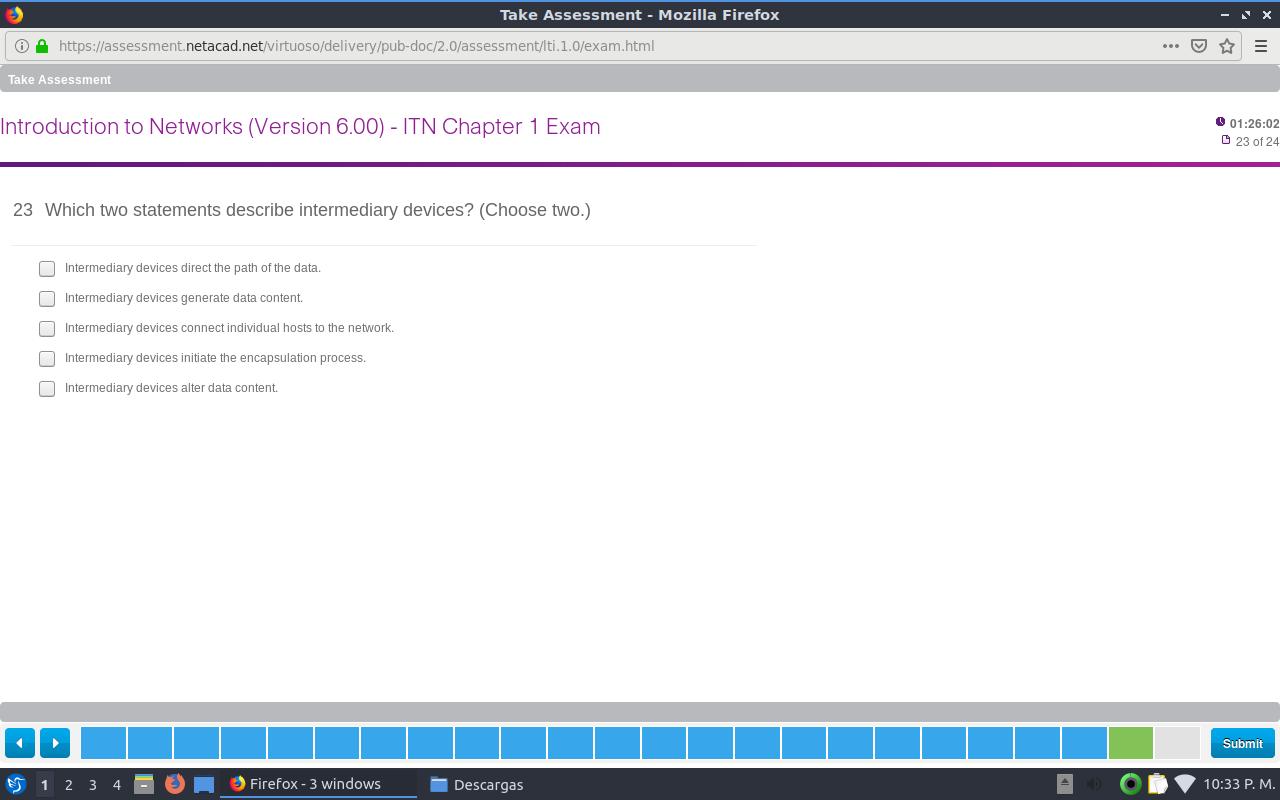 Take Assessment - Mozilla Firefox
https://assessment.netacad.net/virtuoso/delivery/pub-doc/2.0/assessment/lti.1.0/exam.html
Take Assessment
Introduction to Networks (Version 6.00) - ITN Chapter 1 Exam
01:26:02
23 of 24
23 Which two statements describe intermediary devices? (Choose two.)
Intermediary devices direct the path of the data.
Intermediary devices generate data content.
Intermediary devices connect individual hosts to the network.
Intermediary devices initiate the encapsulation process.
Intermediary devices alter data content.
Submit
1 2 3 4 Firefox - 3 windows Descargas 10:33 P. M.